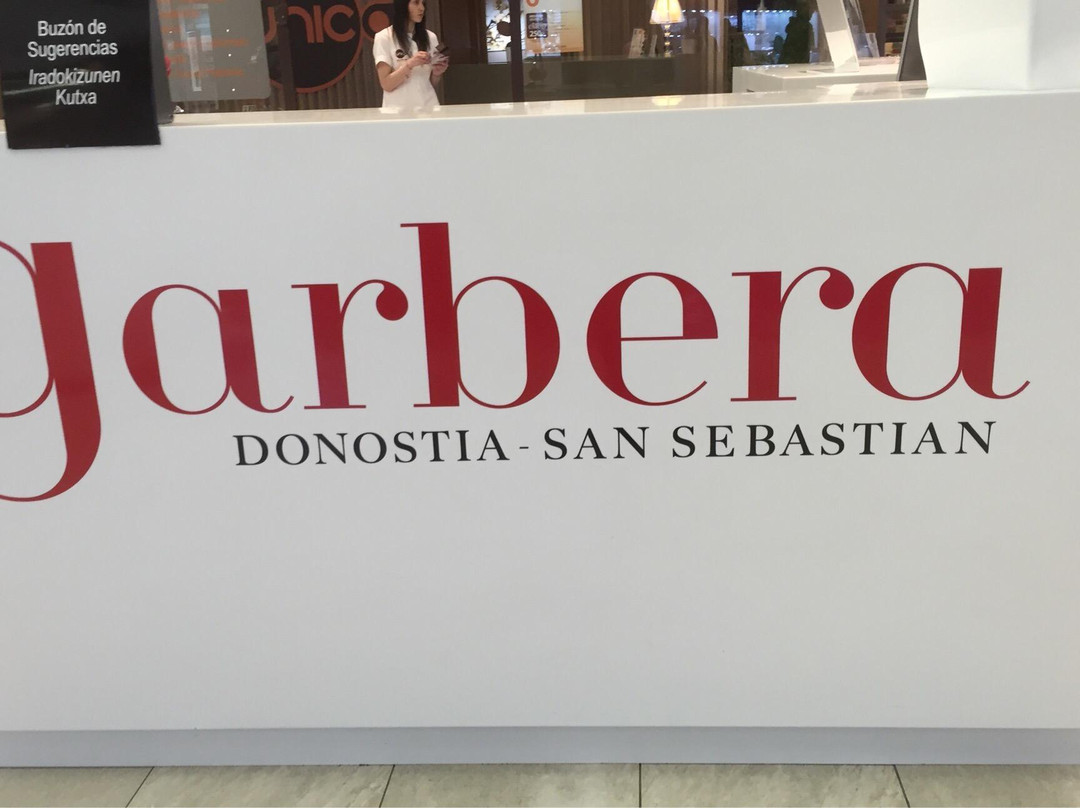 Buzón de
Sugerencias
Iradokizunen
Kutxa
garbera
DONOSTIA - SAN SEBASTIAN